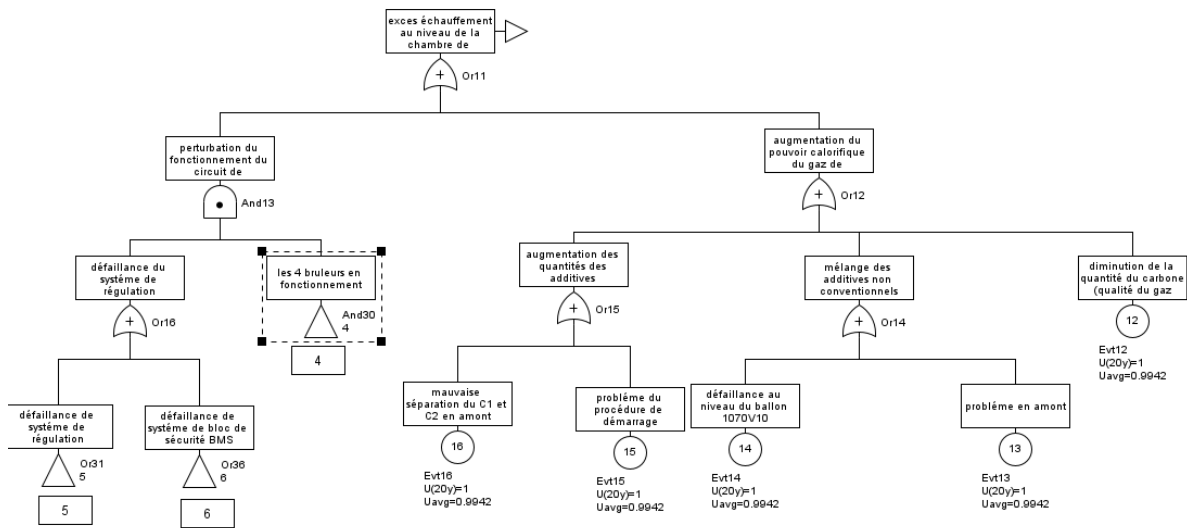 exces échauffement
au niveau de la
chambre de
+
Or11
perturbation du
fonctionnement du
circuit de
And13
augmentation du
pouvoir calorifique
du gaz de
+
Or12
défaillance du
systéme de
régulation
+
Or16
les 4 bruleurs en
fonctionnement
And30
4
4
augmentation des
quantités des
additives
+
Or15
mélange des
additives non
conventionnels
+
Or14
diminution de la
quantité du carbone
(qualité du gaz
12
Evt12
U(20y)=1
Uavg=0.9942
défaillance de
systéme de
régulation
Or31
5
5
défaillance de
systéme de bloc de
sécurité BMS
Or36
6
6
mauvaise
séparation du C1 et
C2 en amont
16
Evt16
U(20y)=1
Uavg=0.9942
probléme du
procédure de
démarrage
15
Evt15
U(20y)=1
Uavg=0.9942
défaillance au
niveau du ballon
1070V10
14
Evt14
U(20y)=1
Uavg=0.9942
probléme en amont
13
Evt13
U(20y)=1
Uavg=0.9942